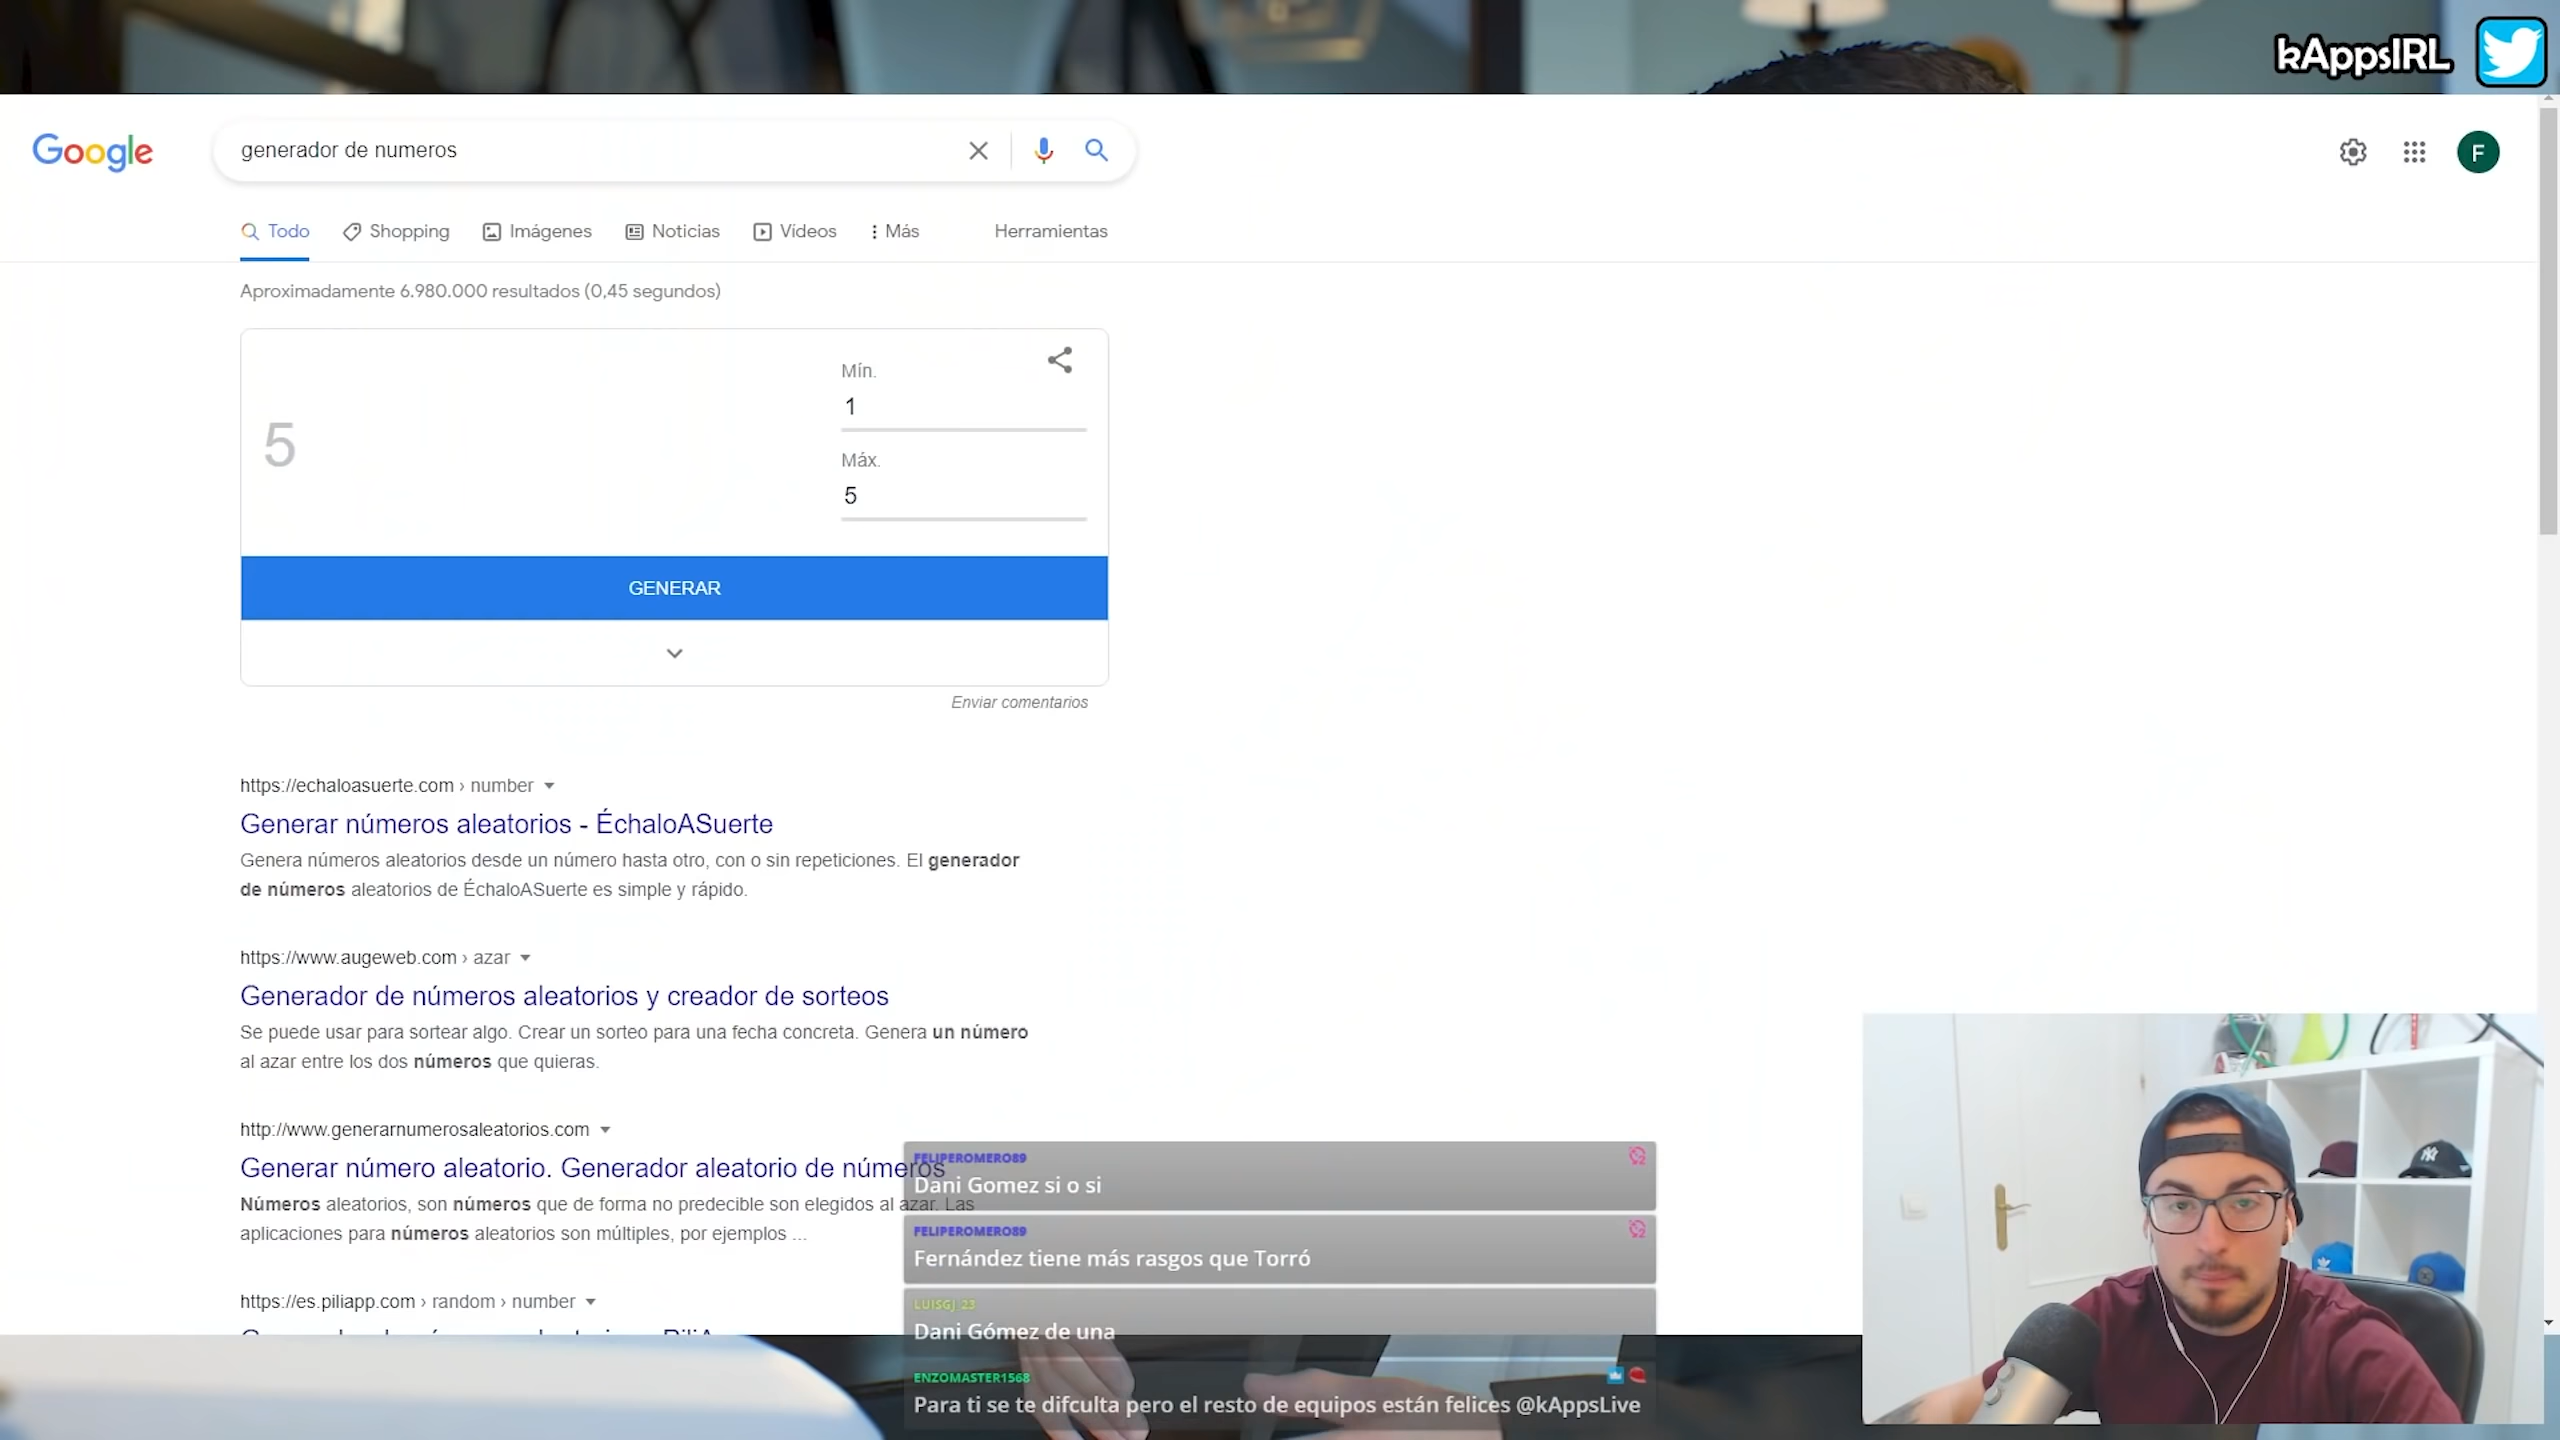 kAppsIRL
Google
generador de numeros
F
Todo
Shopping
Imágenes
Noticias
Vídeos
Más
Herramientas
Aproximadamente 6.980.000 resultados (0,45 segundos)
5
Mín.
1
Máx.
5
GENERAR
Enviar comentarios
https://echaloasuerte.com › number
Generar números aleatorios - ÉchaloASuerte
Genera números aleatorios desde un número hasta otro, con o sin repeticiones. El generador
de números aleatorios de ÉchaloASuerte es simple y rápido.
https://www.augeweb.com › azar
Generador de números aleatorios y creador de sorteos
Se puede usar para sortear algo. Crear un sorteo para una fecha concreta. Genera un número
al azar entre los dos números que quieras.
http://www.generarnumerosaleatorios.com
Generar número aleatorio. Generador aleatorio de números
Números aleatorios, son números que de forma no predecible son elegidos al azar. Las
aplicaciones para números aleatorios son múltiples, por ejemplos ...
https://es.piliapp.com › random › number
FELIPEROMERO89
Dani Gomez si o si
FELIPEROMERO89
Fernández tiene más rasgos que Torró
LUISGJ_23
Dani Gómez de una
ENZOMASTER1568
Para ti se te difculta pero el resto de equipos están felices @kAppsLive